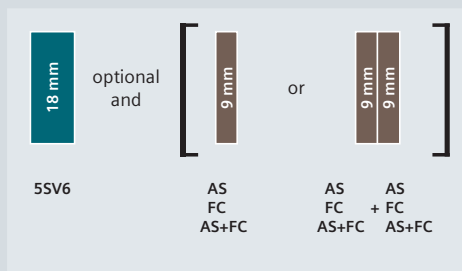 18 mm
optional
and
9 mm
or
9 mm
9 mm
5SV6
AS
FC
AS+FC
AS AS
FC + FC
AS+FC AS+FC